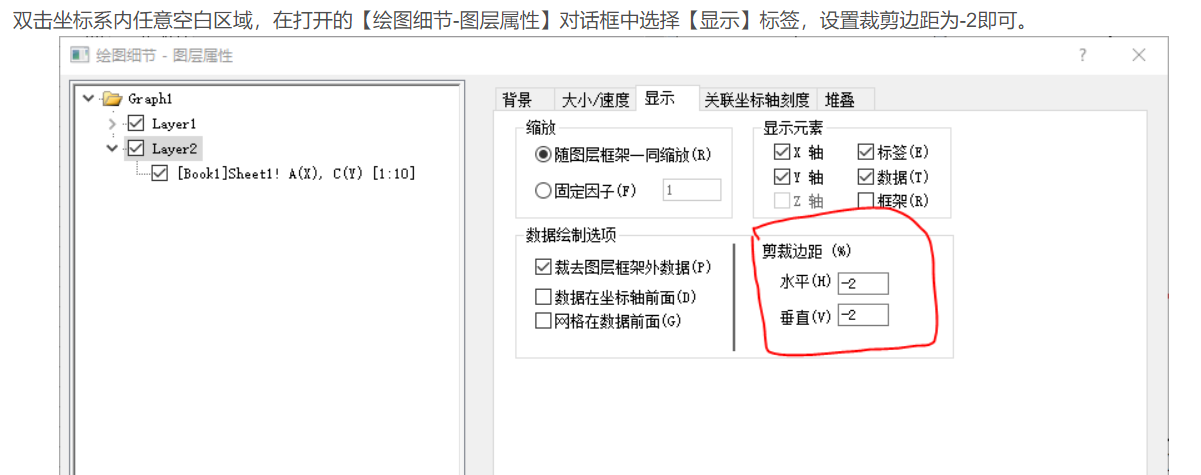 双击坐标系内任意空白区域，在打开的【绘图细节-图层属性】对话框中选择【显示】标签，设置裁剪边距为-2即可。
绘图细节 - 图层属性
?
Graph1
Layer1
Layer2
[Book1]Sheet1! A(X), C(Y) [1:10]
背景 大小/速度 显示 关联坐标轴刻度 堆叠
缩放
随图层框架一同缩放(R)
固定因子(F) 1
显示元素
X 轴 标签(E)
Y 轴 数据(T)
Z 轴 框架(R)
数据绘制选项
裁去图层框架外数据(P)
数据在坐标轴前面(D)
网格在数据前面(G)
剪裁边距 (%)
水平(H) -2
垂直(V) -2